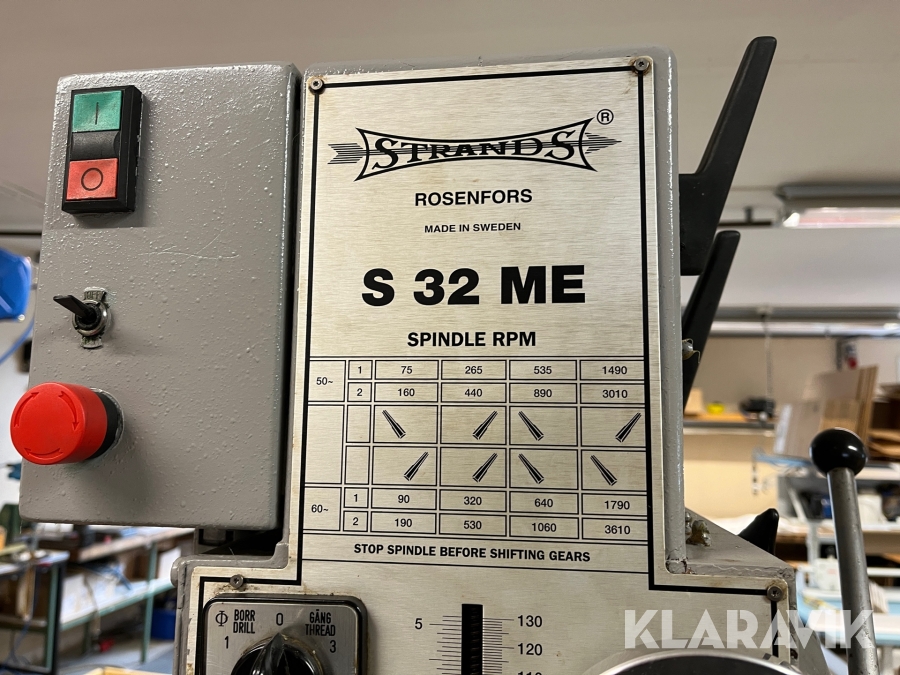 I
O
STRANDS®
ROSENFORS
MADE IN SWEDEN
S 32 ME
SPINDLE RPM
50~ 1 75 265 535 1490
2 160 440 890 3010
60~ 1 90 320 640 1790
2 190 530 1060 3610
STOP SPINDLE BEFORE SHIFTING GEARS
Φ BORR 0 GÄNG
DRILL THREAD
1 3
5 130
120
KLARAVIK